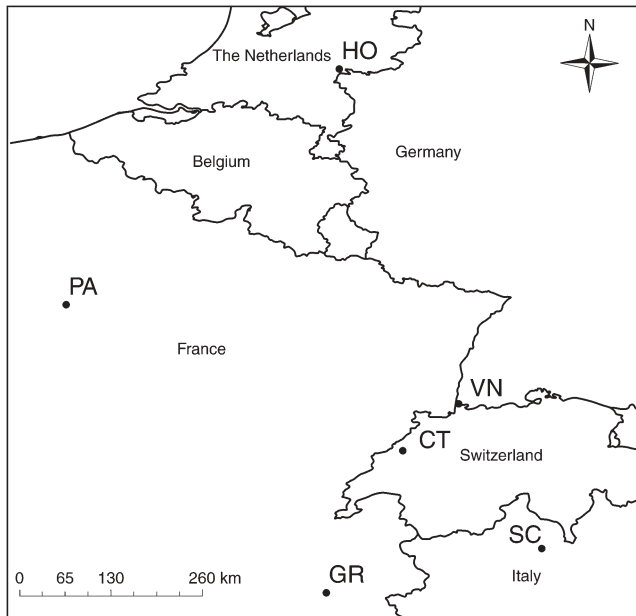 N
The Netherlands
HO
Belgium
Germany
PA
France
VN
CT
Switzerland
SC
Italy
GR
0 65 130 260 km